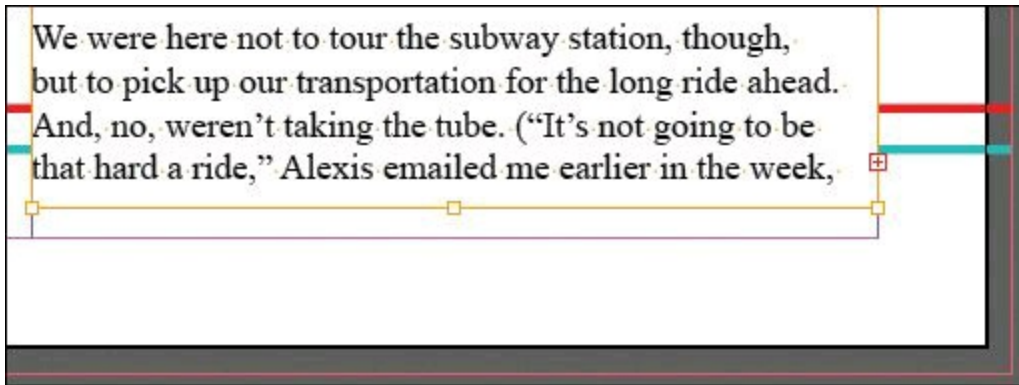 We were here not to tour the subway station, though,
but to pick up our transportation for the long ride ahead.
And, no, weren’t taking the tube. (“It’s not going to be
that hard a ride,” Alexis emailed me earlier in the week,